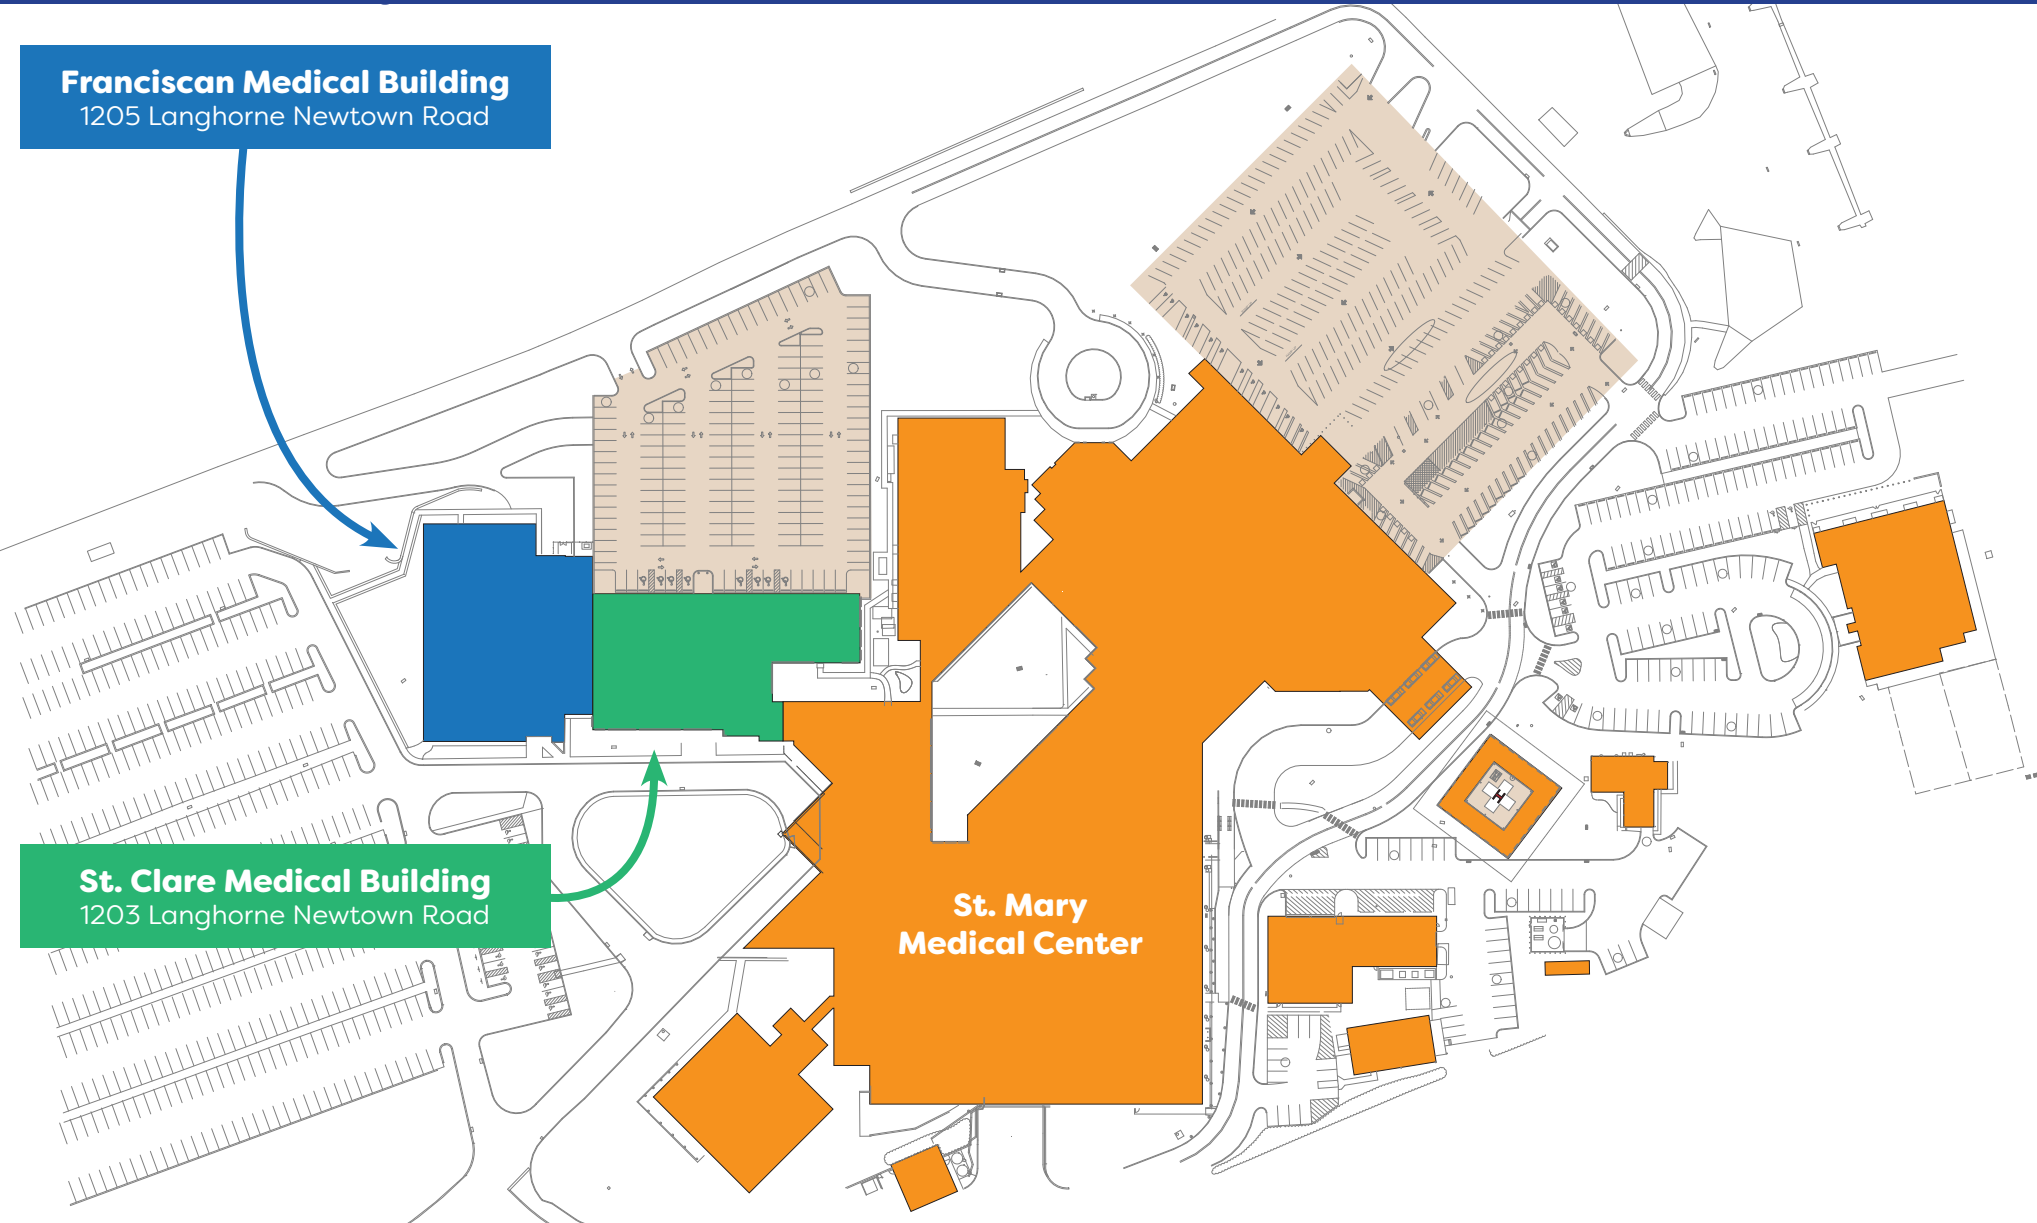 Franciscan Medical Building
1205 Langhorne Newtown Road
St. Clare Medical Building
1203 Langhorne Newtown Road
St. Mary
Medical Center
H